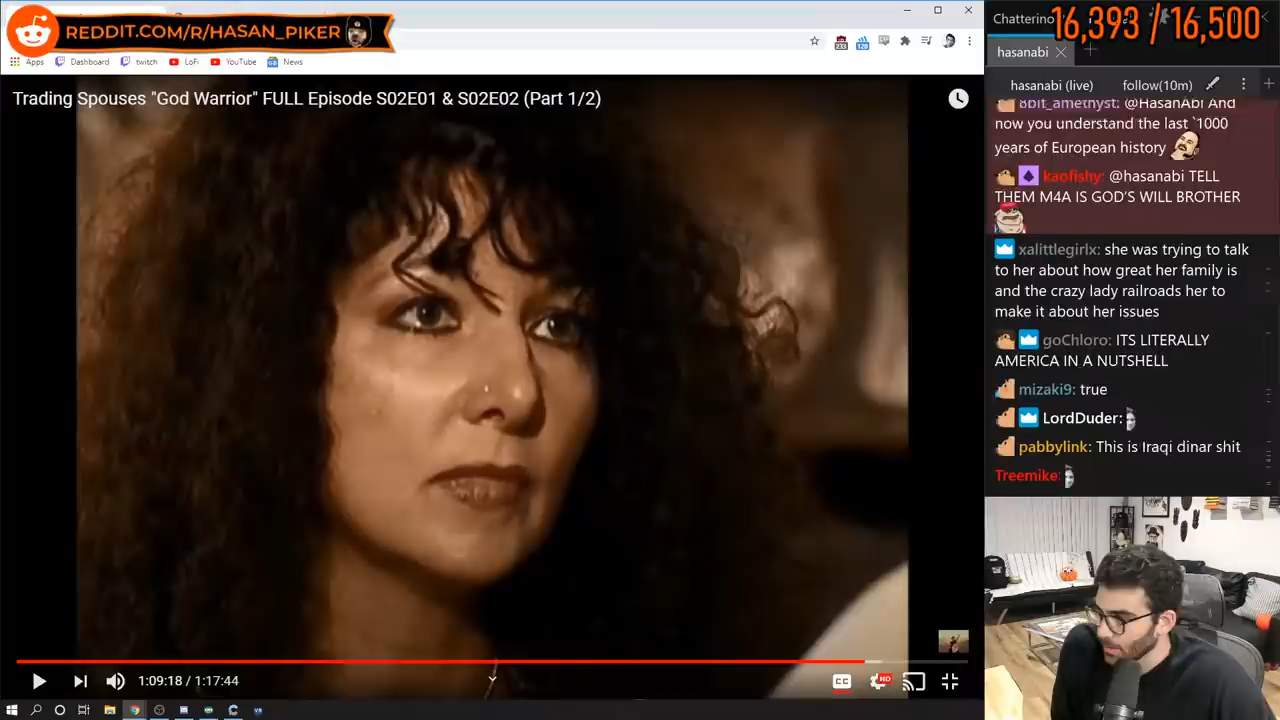 REDDIT.COM/R/HASAN_PIKER
Apps
Dashboard
twitch
LoFi
YouTube
News
233
120
Trading Spouses "God Warrior" FULL Episode S02E01 & S02E02 (Part 1/2)
1:09:18 / 1:17:44
CC
HD
Chatterino
16,393 / 16,500
hasanabi
hasanabi (live)
follow(10m)
8bit_amethyst: @HasanAbi And
now you understand the last `1000
years of European history
kaofishy: @hasanabi TELL
THEM M4A IS GOD'S WILL BROTHER
xalittlegirlx: she was trying to talk
to her about how great her family is
and the crazy lady railroads her to
make it about her issues
goChloro: ITS LITERALLY
AMERICA IN A NUTSHELL
mizaki9: true
LordDuder:
pabbylink: This is Iraqi dinar shit
Treemike: